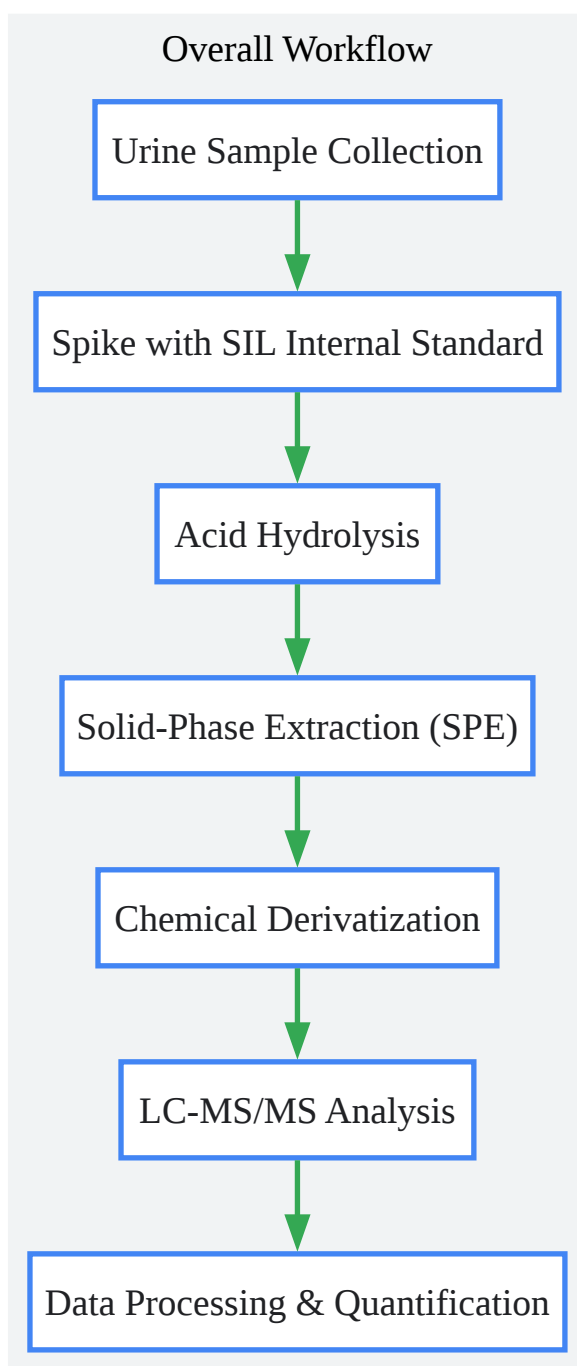 Overall Workflow
Urine Sample Collection
Spike with SIL Internal Standard
Acid Hydrolysis
Solid-Phase Extraction (SPE)
Chemical Derivatization
LC-MS/MS Analysis
Data Processing & Quantification